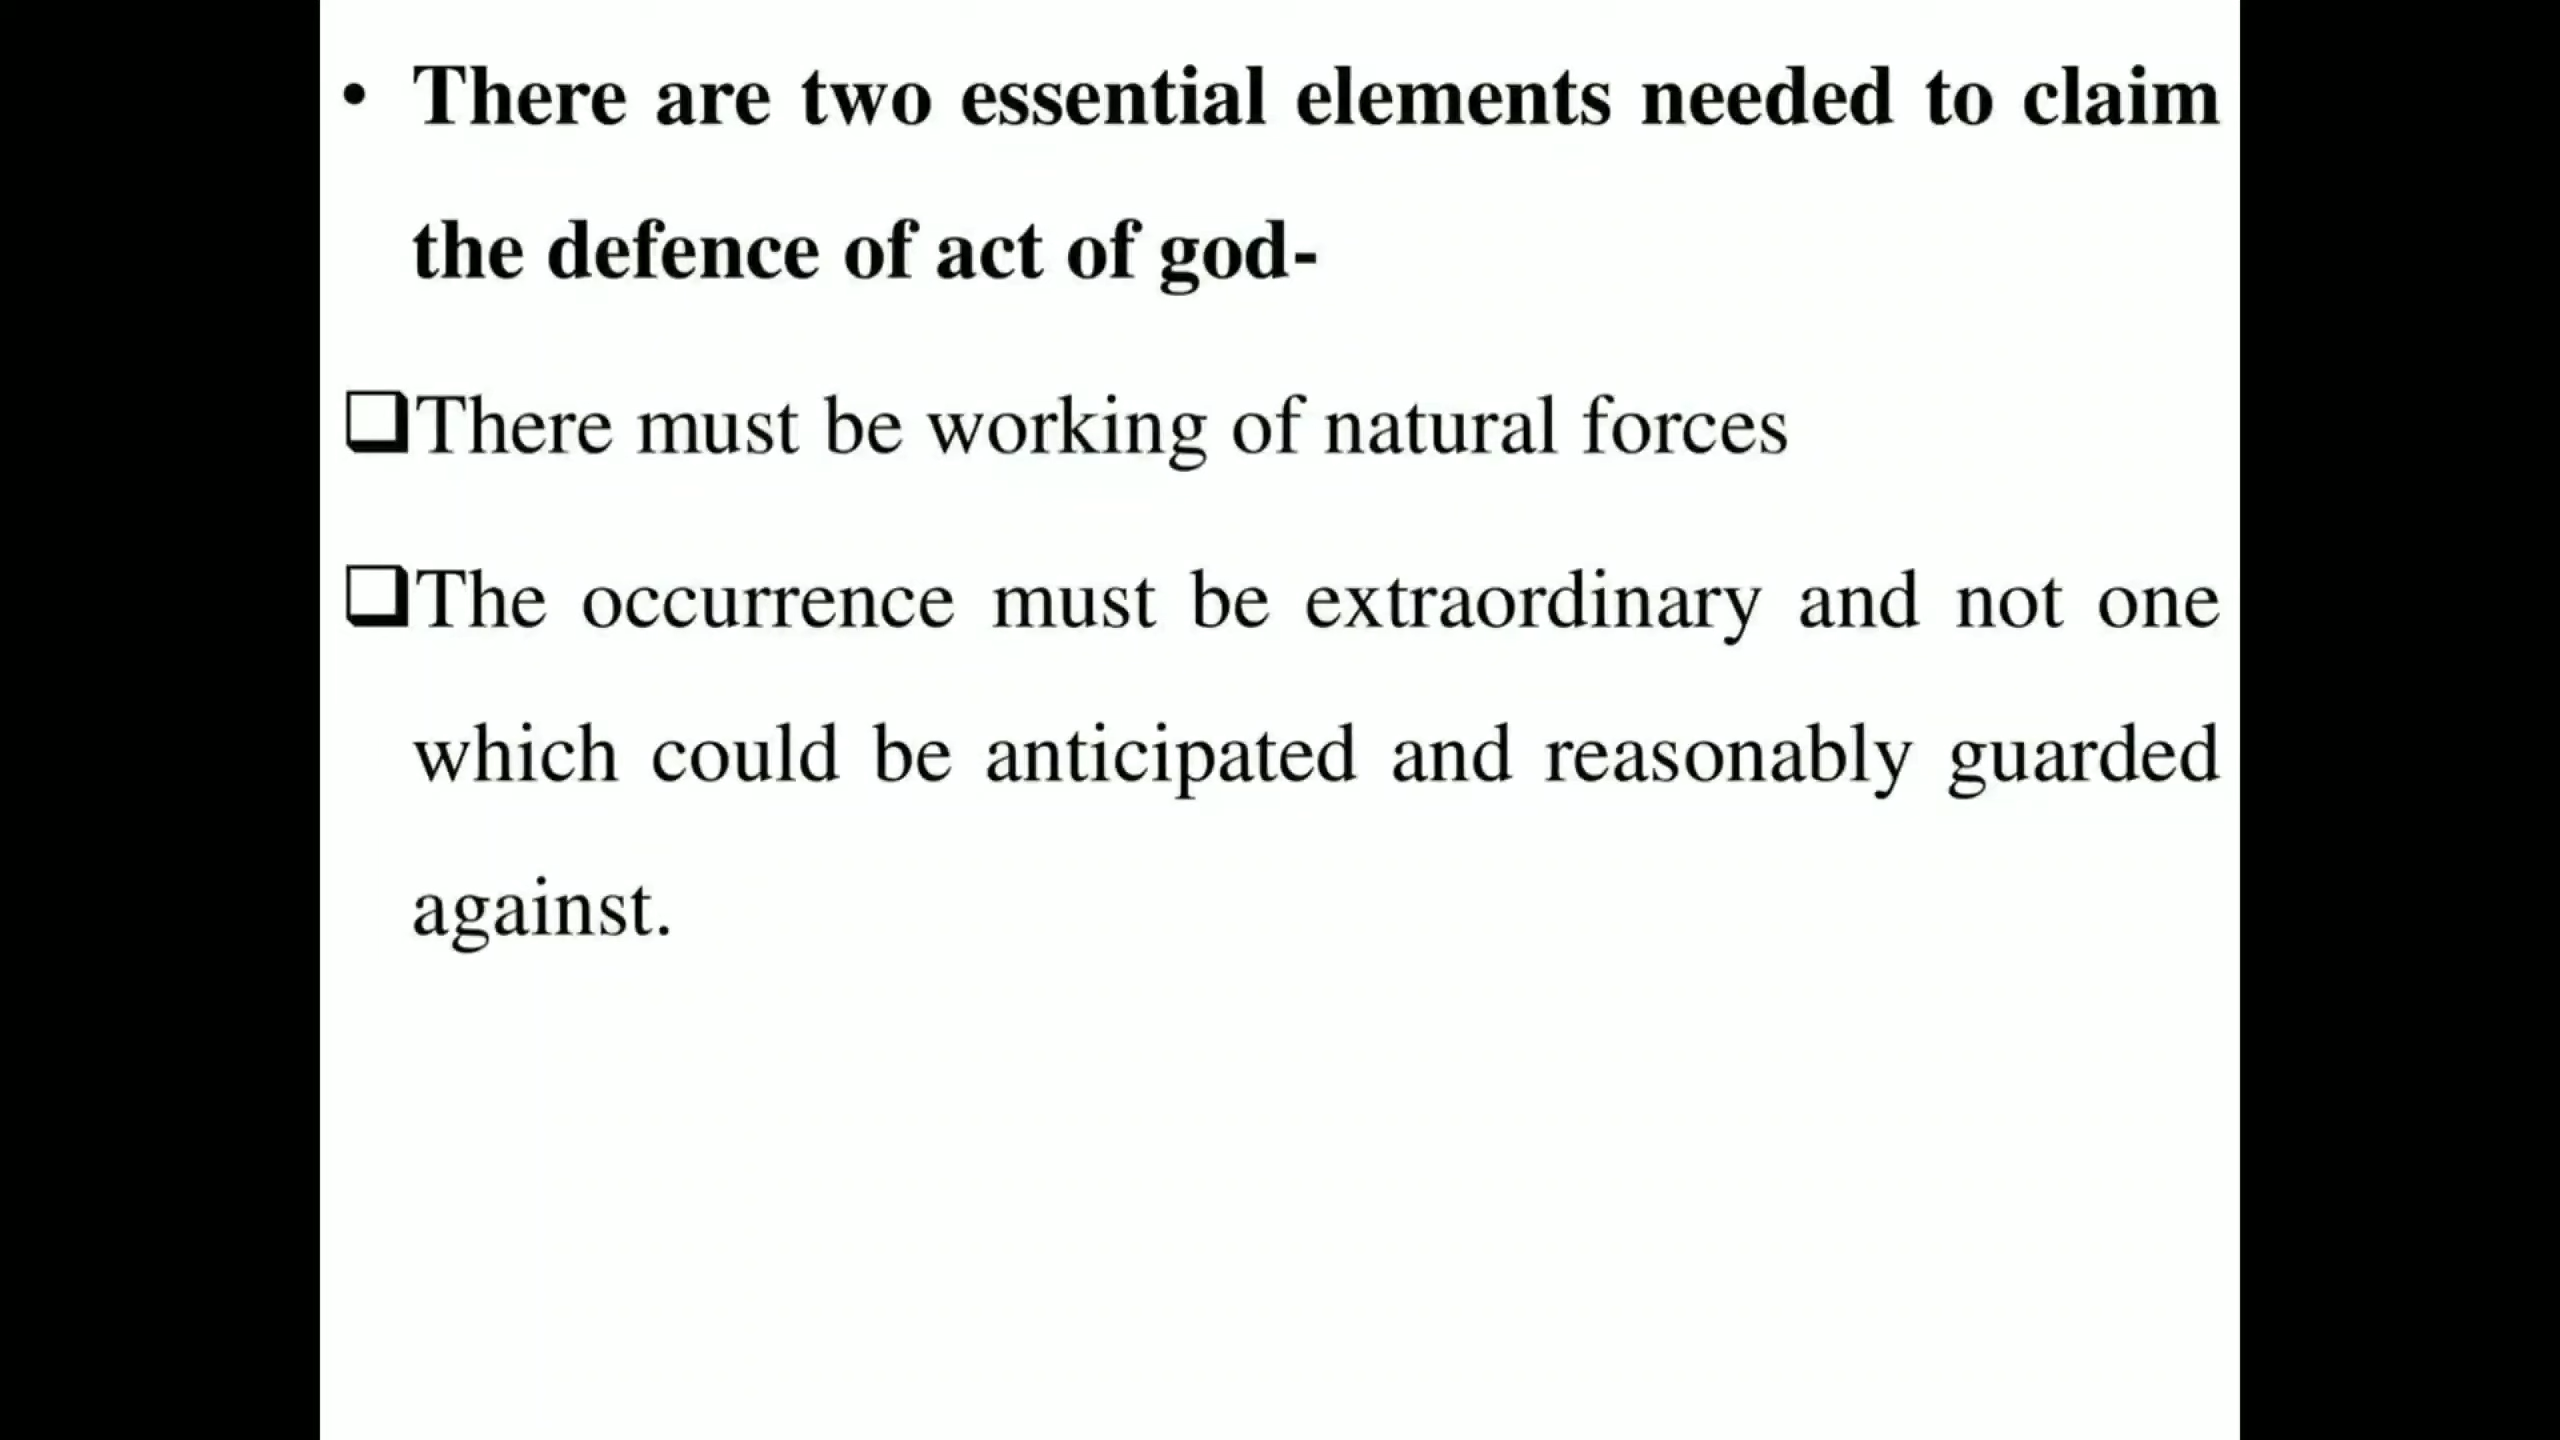 • There are two essential elements needed to claim
the defence of act of god-
❑There must be working of natural forces
❑The occurrence must be extraordinary and not one
which could be anticipated and reasonably guarded
against.